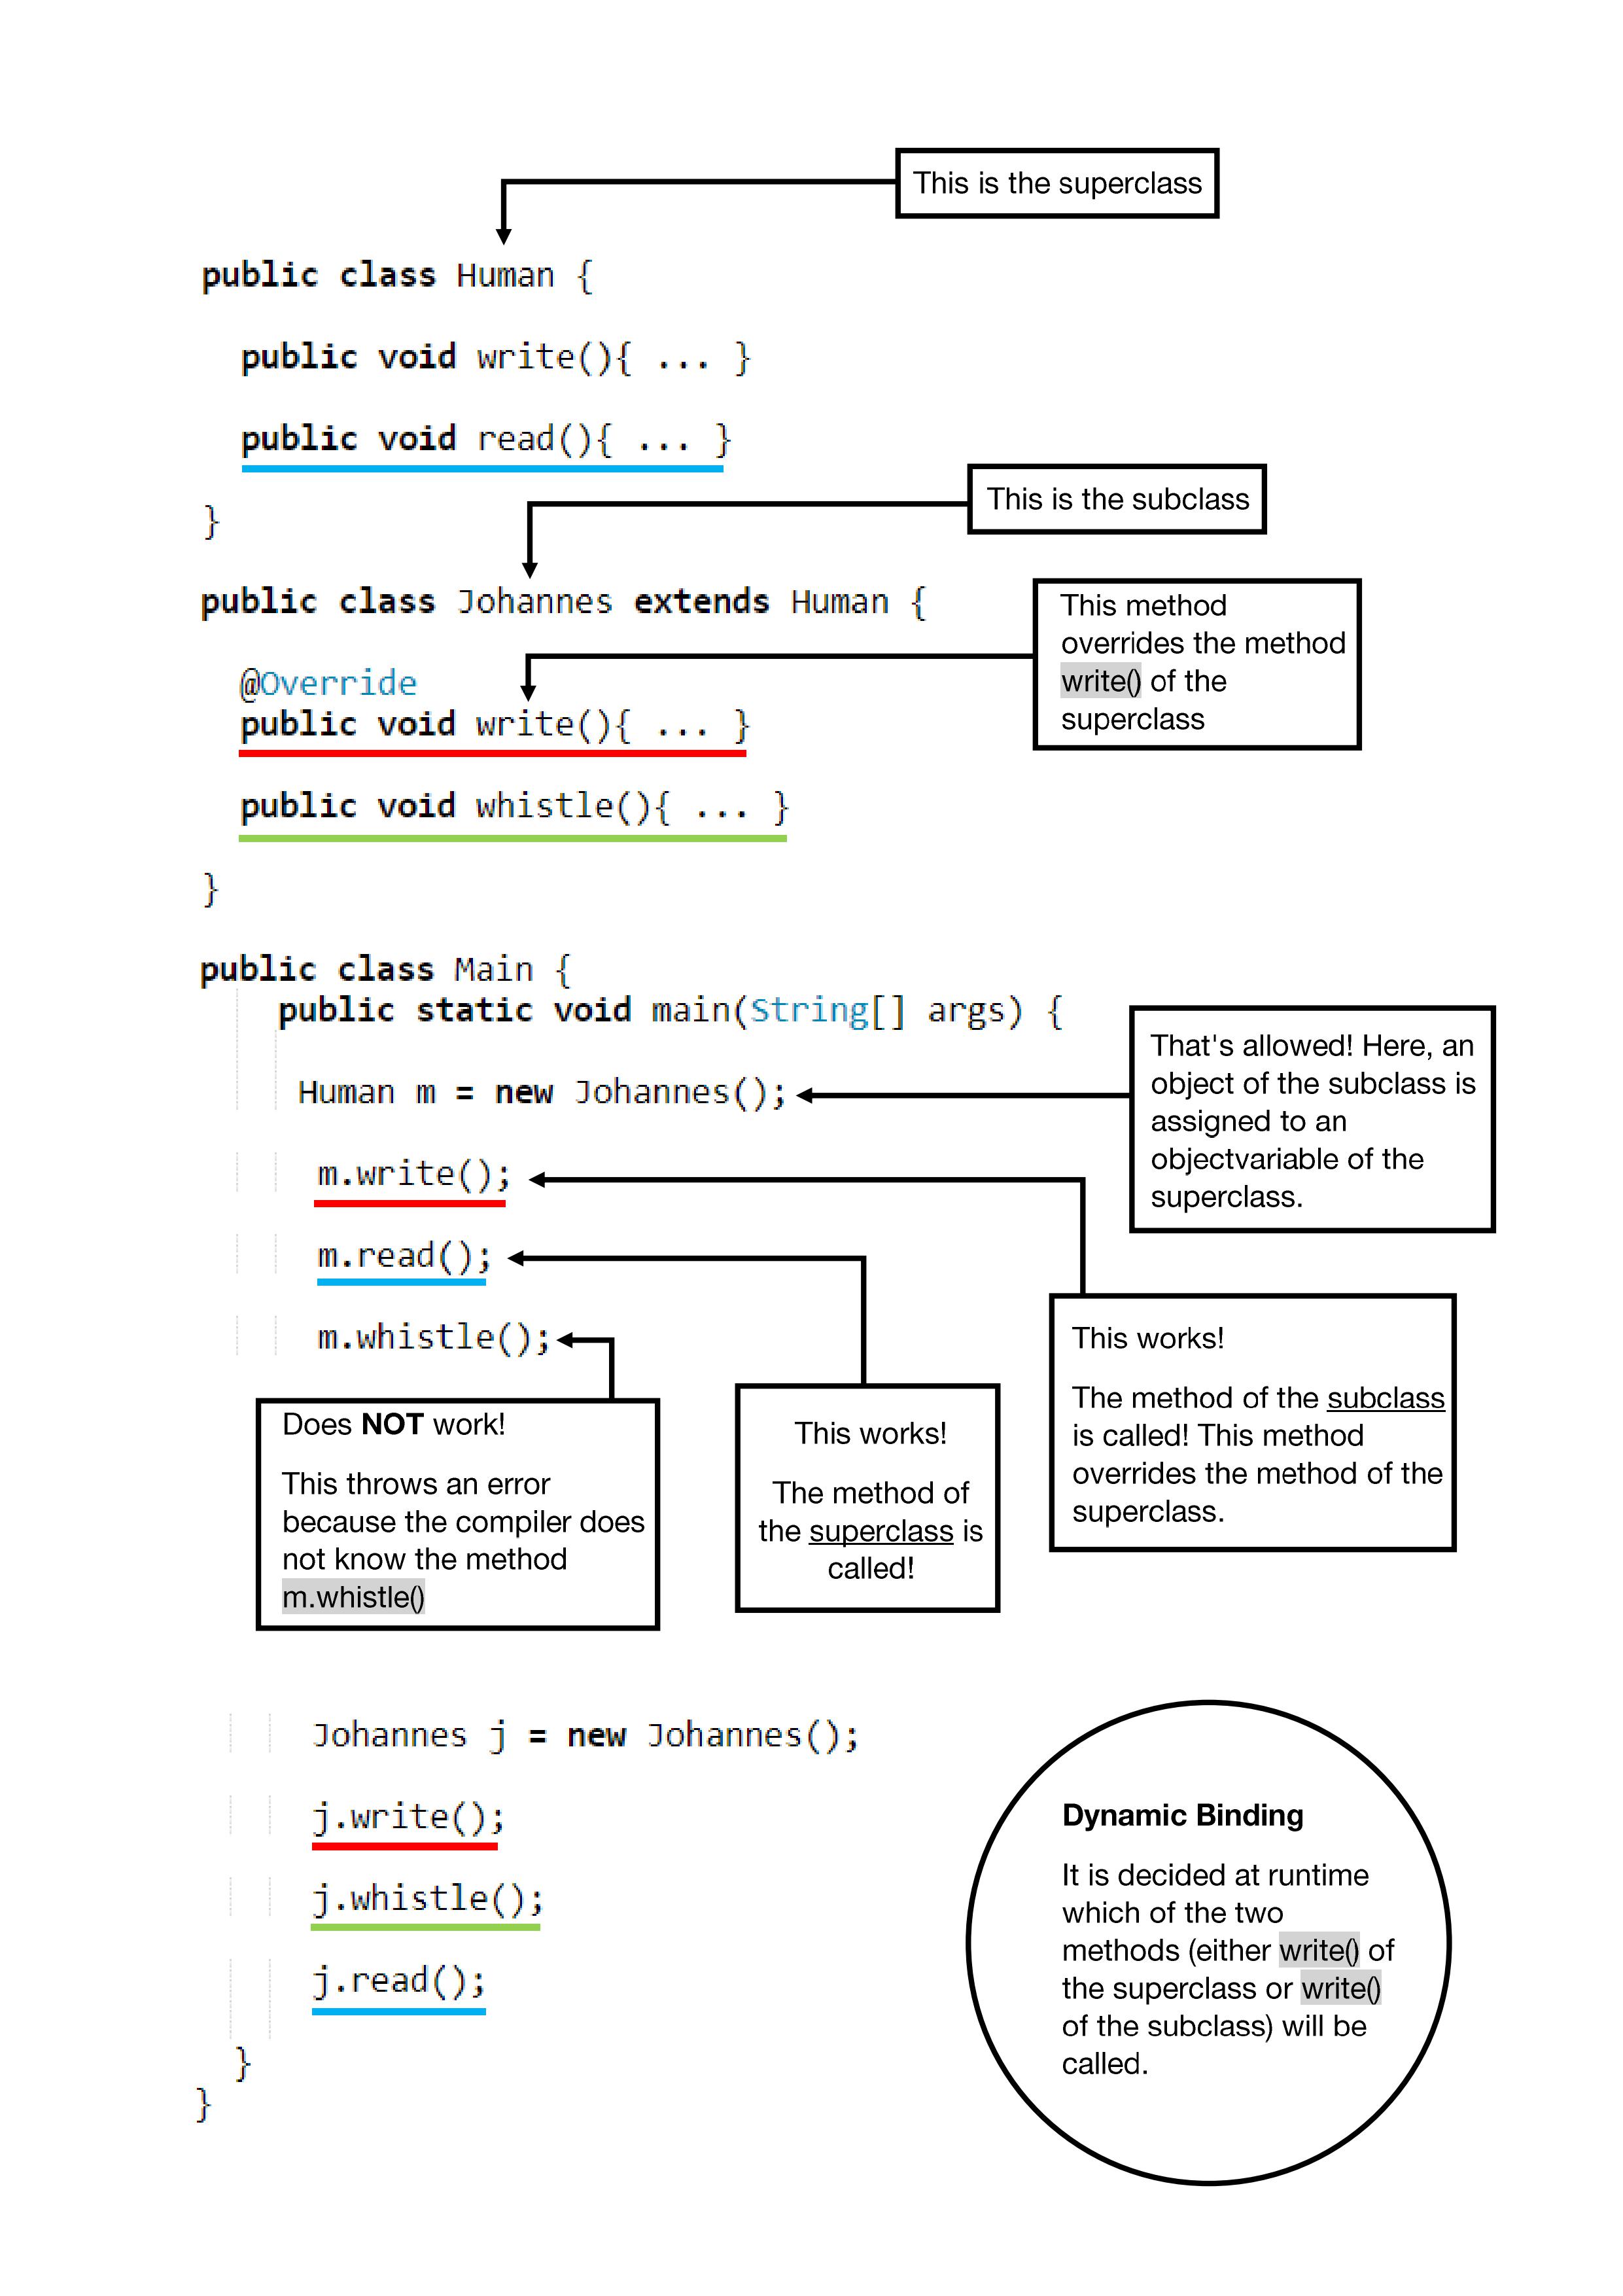 This is the superclass
public class Human {
public void write(){ ... }
public void read(){ ... }
}
This is the subclass
public class Johannes extends Human {
This method
overrides the method
write() of the
superclass
@Override
public void write(){ ... }
public void whistle(){ ... }
}
public class Main {
public static void main(String[] args) {
Human m = new Johannes();
That's allowed! Here, an
object of the subclass is
assigned to an
objectvariable of the
superclass.
m.write();
m.read();
m.whistle();
Does NOT work!
This throws an error
because the compiler does
not know the method
m.whistle()
This works!
The method of
the superclass is
called!
This works!
The method of the subclass
is called! This method
overrides the method of the
superclass.
Johannes j = new Johannes();
j.write();
j.whistle();
j.read();
}
}
Dynamic Binding
It is decided at runtime
which of the two
methods (either write() of
the superclass or write()
of the subclass) will be
called.